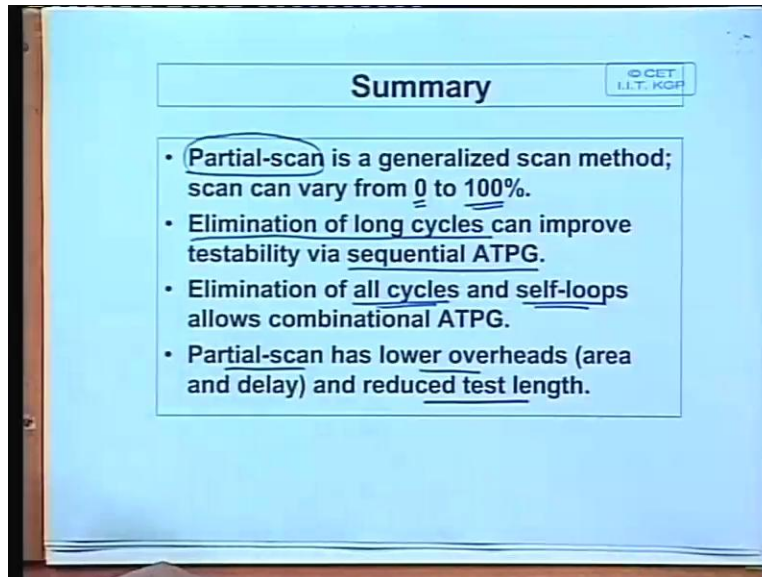 Summary
© CET
I.I.T. KGP
• Partial-scan is a generalized scan method;
scan can vary from 0 to 100%.
• Elimination of long cycles can improve
testability via sequential ATPG.
• Elimination of all cycles and self-loops
allows combinational ATPG.
• Partial-scan has lower overheads (area
and delay) and reduced test length.